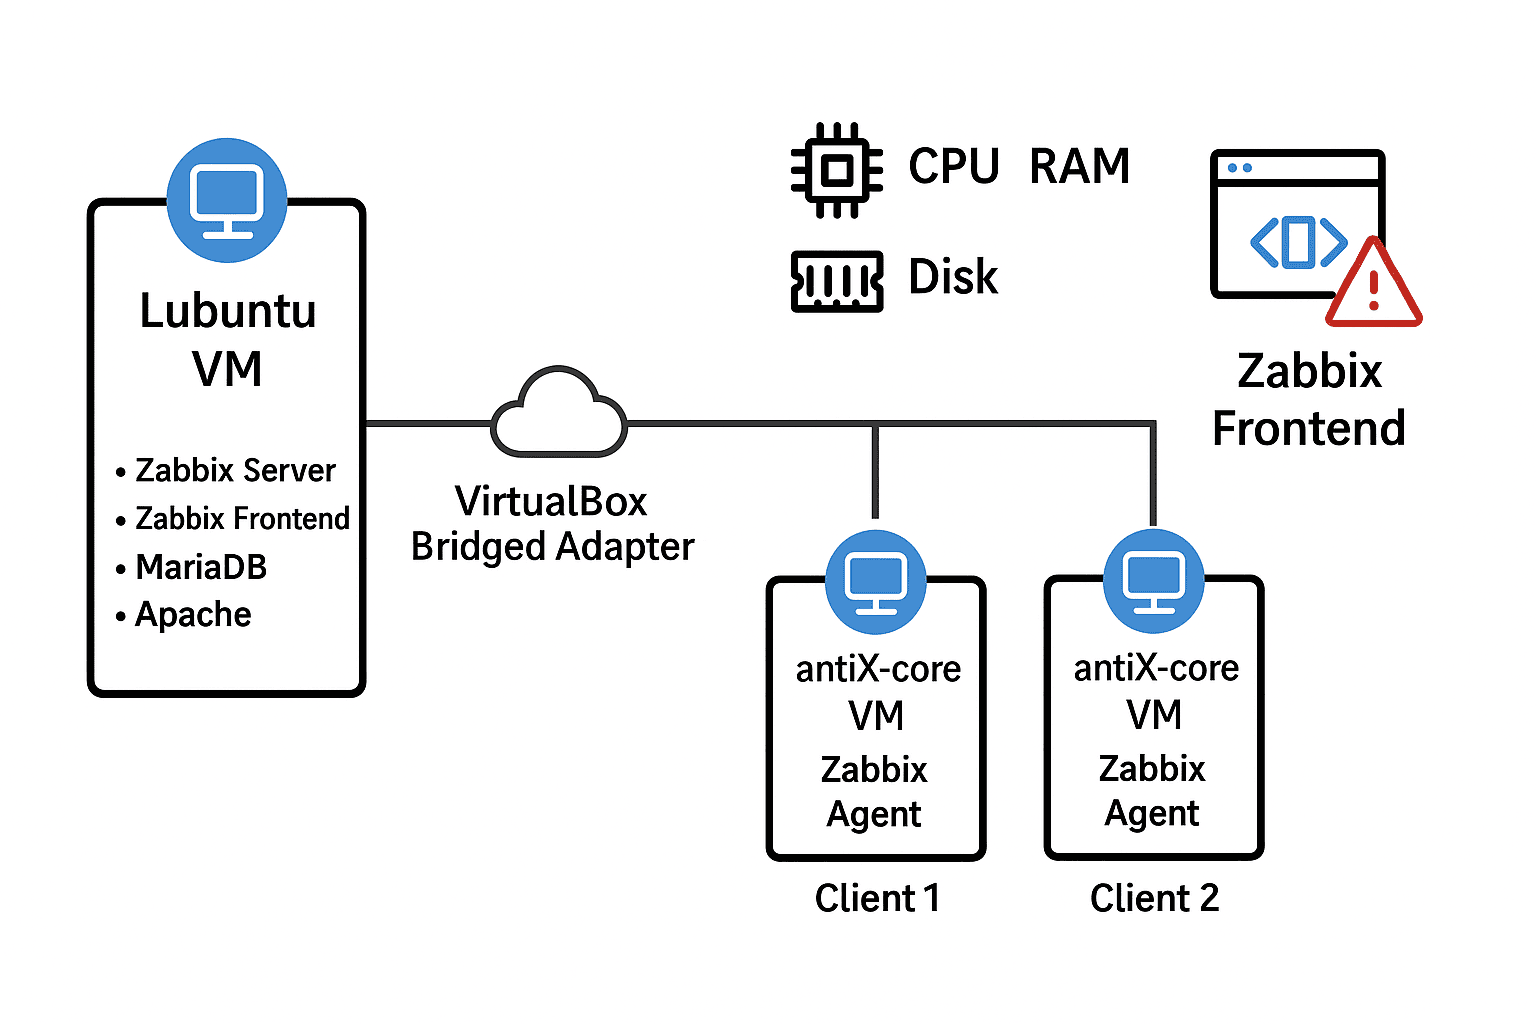 Lubuntu
VM
• Zabbix Server
• Zabbix Frontend
• MariaDB
• Apache
VirtualBox
Bridged Adapter
CPU RAM
Disk
Zabbix
Frontend
antiX-core
VM
Zabbix
Agent
Client 1
antiX-core
VM
Zabbix
Agent
Client 2